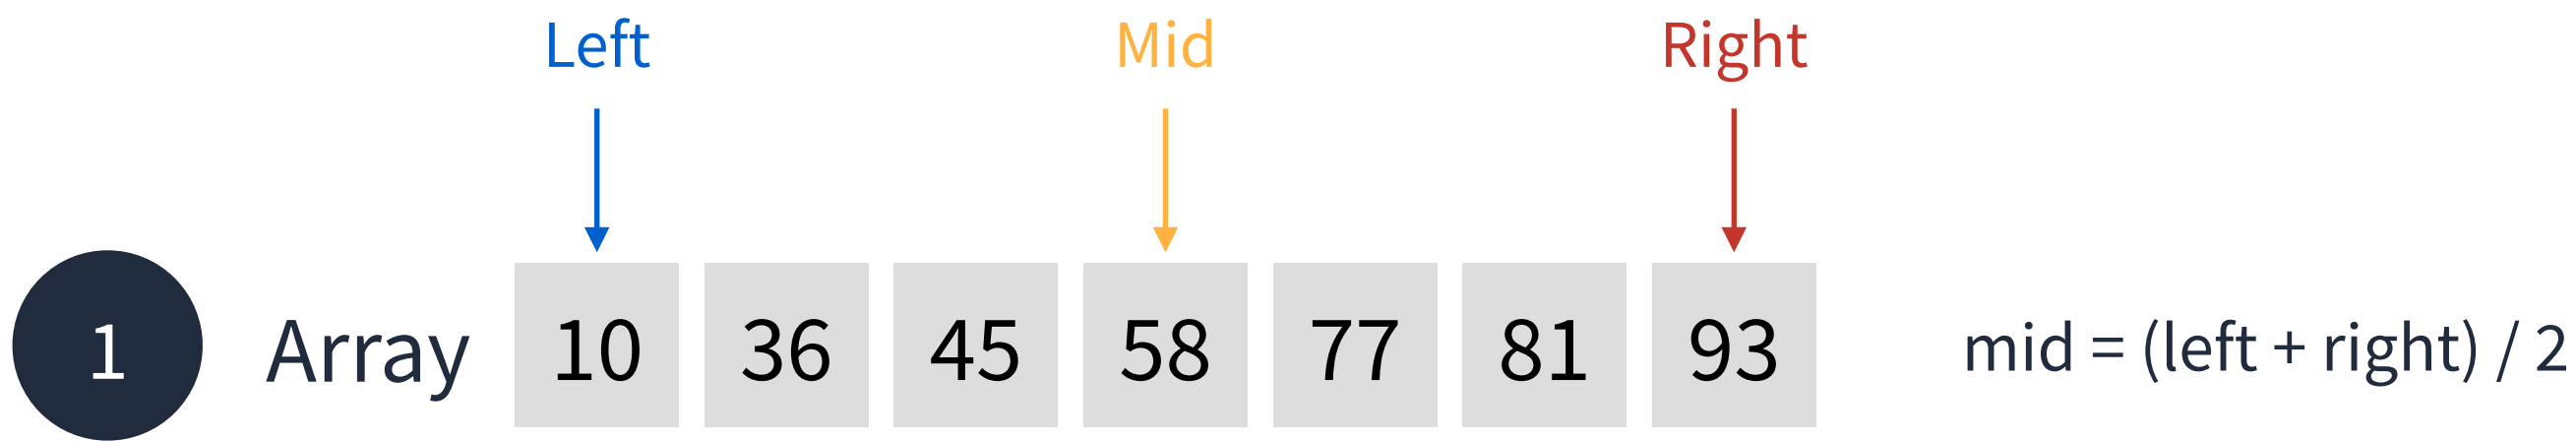 Left Mid Right
1 Array 10 36 45 58 77 81 93 mid = (left + right) / 2